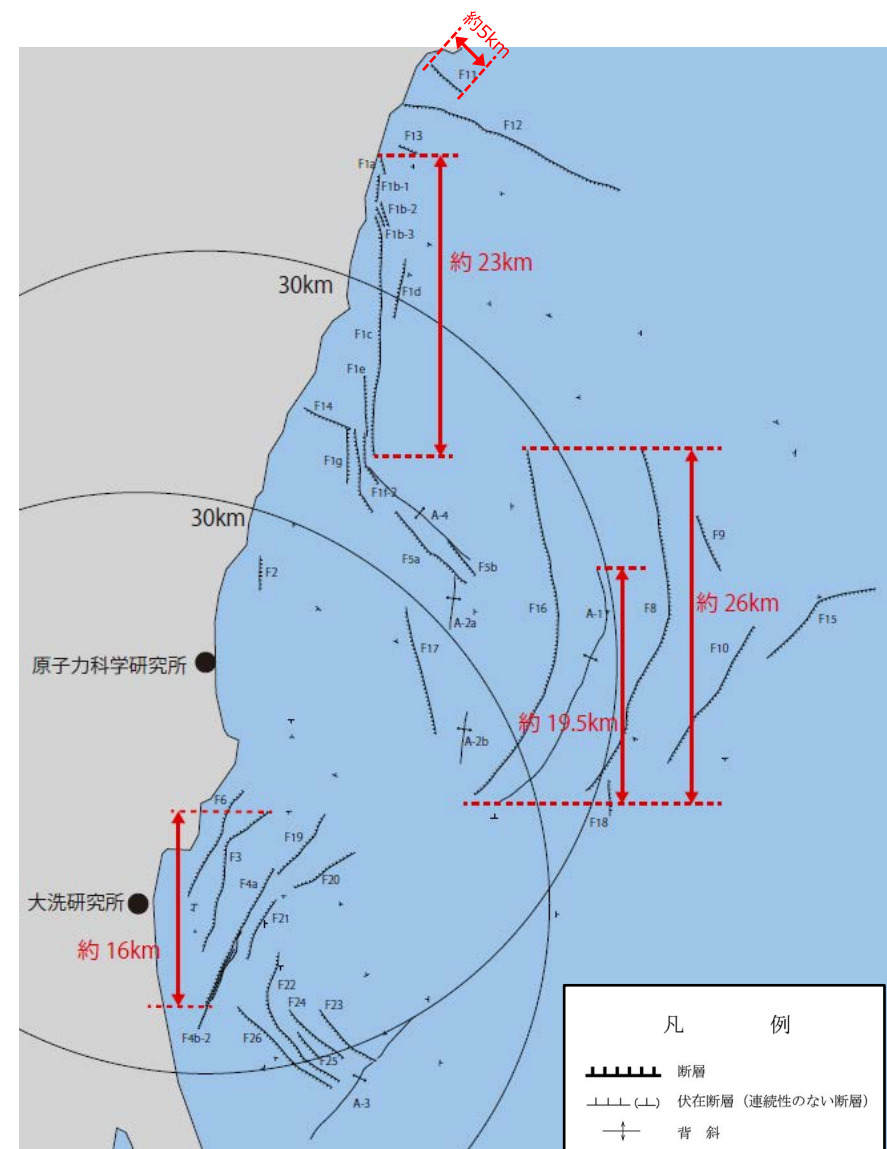 約5km
F11
F12
F13
F1a
F1b-1
F1b-2
F1b-3
約 23km
30km
F1d
F1c
F1e
F14
F1g
F1f-2
A-4
30km
F9
F5a
F5b
F2
A-2a
F16
A-1
F8
約 26km
F15
F17
F10
原子力科学研究所
約 19.5km
A-2b
F6
F18
F19
F3
F4a
F20
大洗研究所
F21
約 16km
F22
F24
F23
F4b-2
F26
F25
A-3
凡 例
断層
伏在断層（連続性のない断層）
背 斜